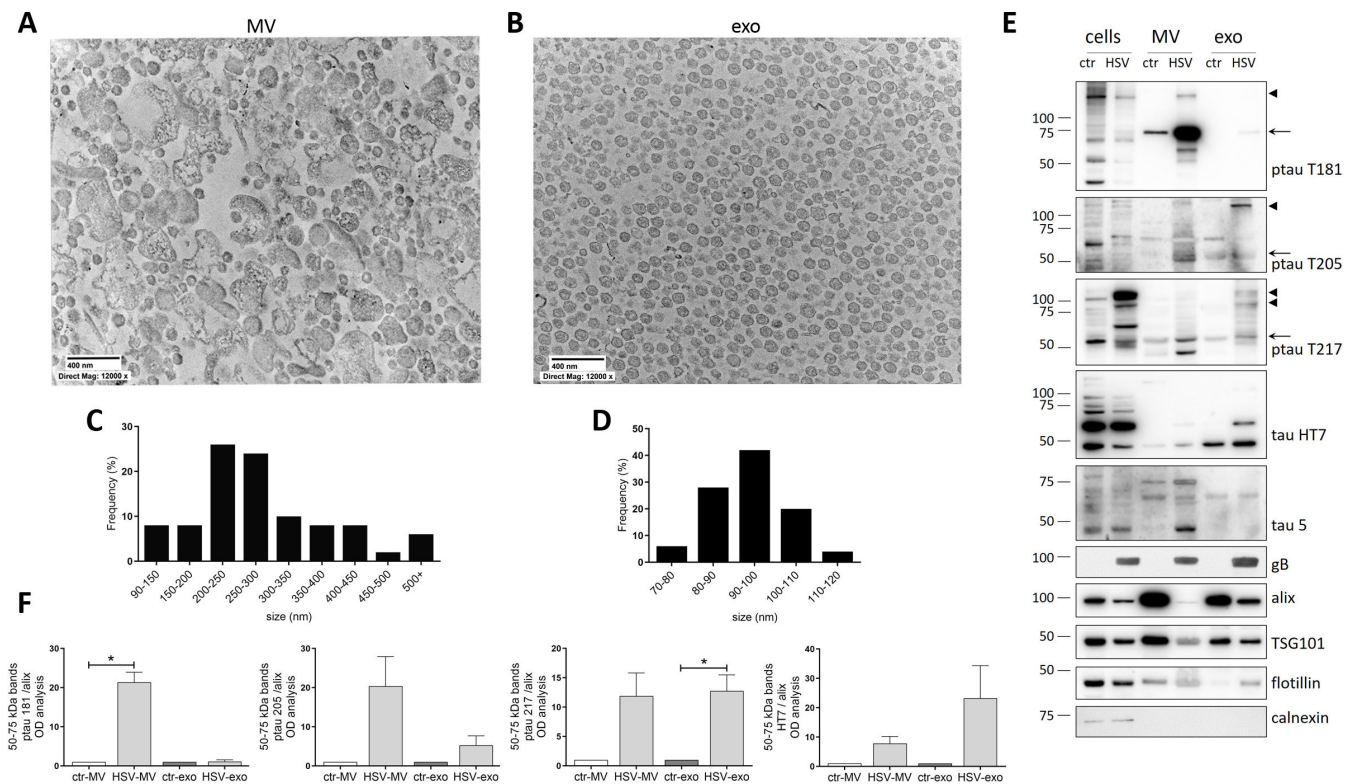 A
MV
400 nm
Direct Mag: 12000 x
B
exo
400 nm
Direct Mag: 12000 x
C
Frequency (%)
30
20
10
0
90-150
150-200
200-250
250-300
300-350
350-400
400-450
450-500
500+
size (nm)
D
Frequency (%)
50
40
30
20
10
0
70-80
80-90
90-100
100-110
110-120
size (nm)
E
cells MV exo
ctr HSV ctr HSV ctr HSV
100
75
50
ptau T181
100
75
50
ptau T205
100
50
ptau T217
100
75
50
tau HT7
75
50
tau 5
100
gB
100
alix
50
TSG101
50
flotillin
75
calnexin
F
50-75 kDa bands
ptau 181 /alix
OD analysis
30
20
10
0
*
ctr-MV HSV-MV ctr-exo HSV-exo
50-75 kDa bands
ptau 205 /alix
OD analysis
30
20
10
0
ctr-MV HSV-MV ctr-exo HSV-exo
50-75 kDa bands
ptau 217 /alix
OD analysis
20
15
10
5
0
*
ctr-MV HSV-MV ctr-exo HSV-exo
50-75 kDa bands
HT7 / alix
OD analysis
40
30
20
10
0
ctr-MV HSV-MV ctr-exo HSV-exo